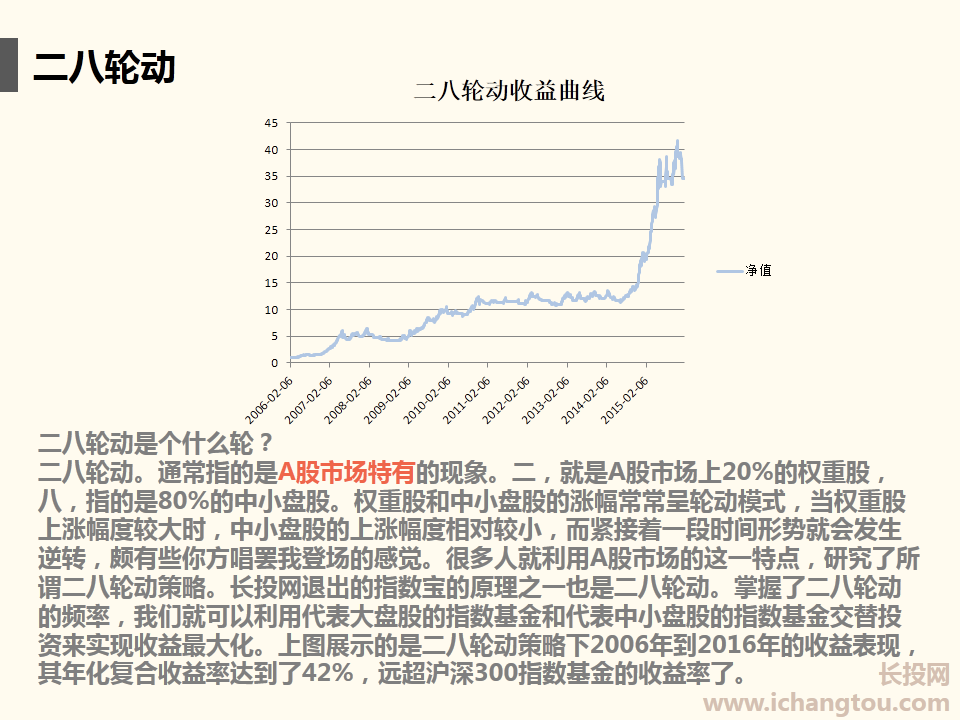 二八轮动
二八轮动收益曲线
45
40
35
30
25
20
15
10
5
0
净值
2006-02-06
2007-02-06
2008-02-06
2009-02-06
2010-02-06
2011-02-06
2012-02-06
2013-02-06
2014-02-06
2015-02-06
二八轮动是个什么轮？
二八轮动。通常指的是A股市场特有的现象。二，就是A股市场上20%的权重股，
八，指的是80%的中小盘股。权重股和中小盘股的涨幅常常呈轮动模式，当权重股
上涨幅度较大时，中小盘股的上涨幅度相对较小，而紧接着一段时间形势就会发生
逆转，颇有些你方唱罢我登场的感觉。很多人就利用A股市场的这一特点，研究了所
谓二八轮动策略。长投网退出的指数宝的原理之一也是二八轮动。掌握了二八轮动
的频率，我们就可以利用代表大盘股的指数基金和代表中小盘股的指数基金交替投
资来实现收益最大化。上图展示的是二八轮动策略下2006年到2016年的收益表现，
其年化复合收益率达到了42%，远超沪深300指数基金的收益率了。
长投网
www.ichangtou.com